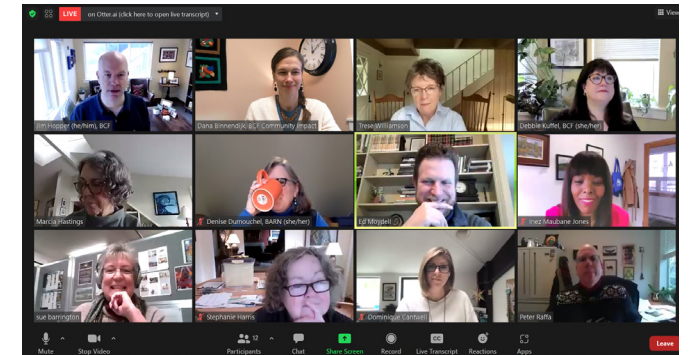 LIVE on Otter.ai (click here to open live transcript) View
Jim Hopper (he/him), BCF
Dana Binnendijk, BCF Community Impact
Trese Williamson
Debbie Kuffel, BCF (she/her)
Marcia Hastings
Denise Dumouchel, BARN (she/her)
Ed Moydell
Inez Maubane Jones
sue barrington
Stephanie Harris
Dominique Cantwell
Peter Raffa
Mute Stop Video Participants 12 Chat Share Screen Record Live Transcript Reactions Apps Leave
CC